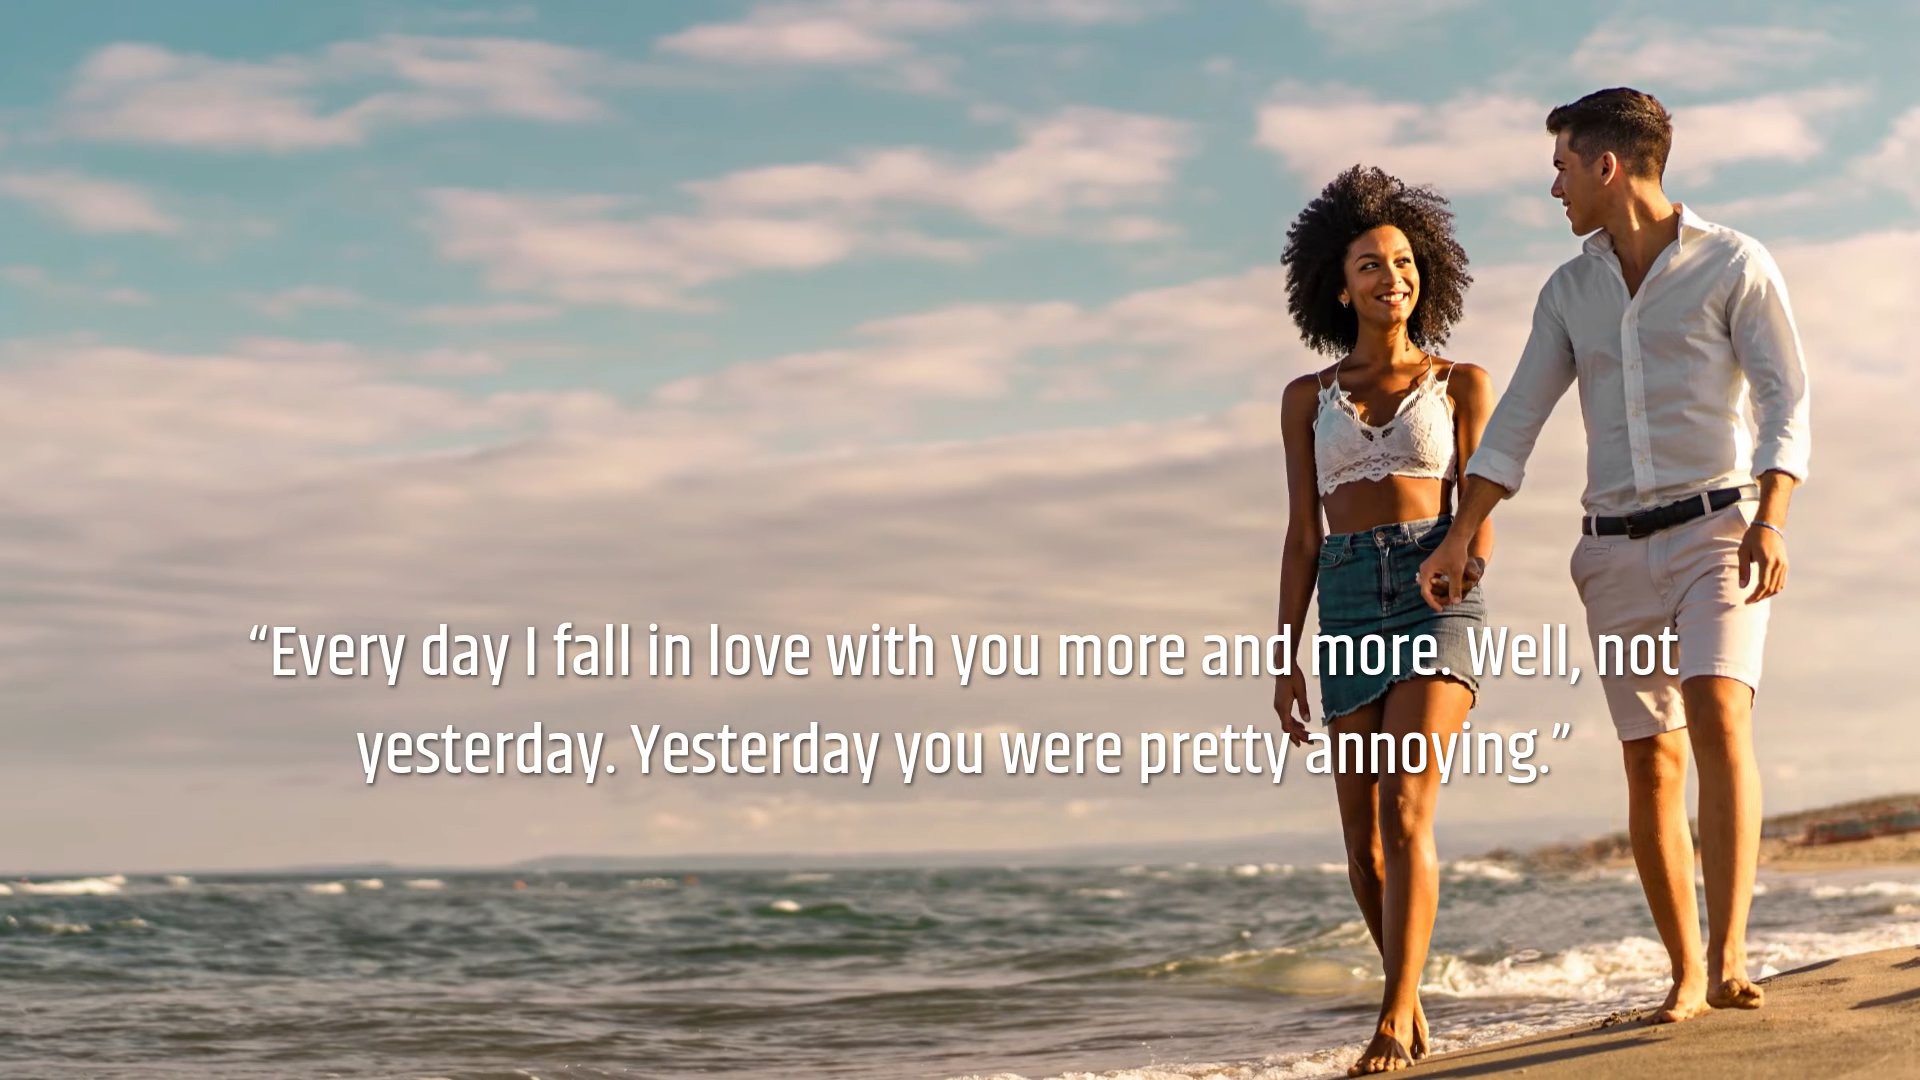 “Every day I fall in love with you more and more. Well, not
yesterday. Yesterday you were pretty annoying.”